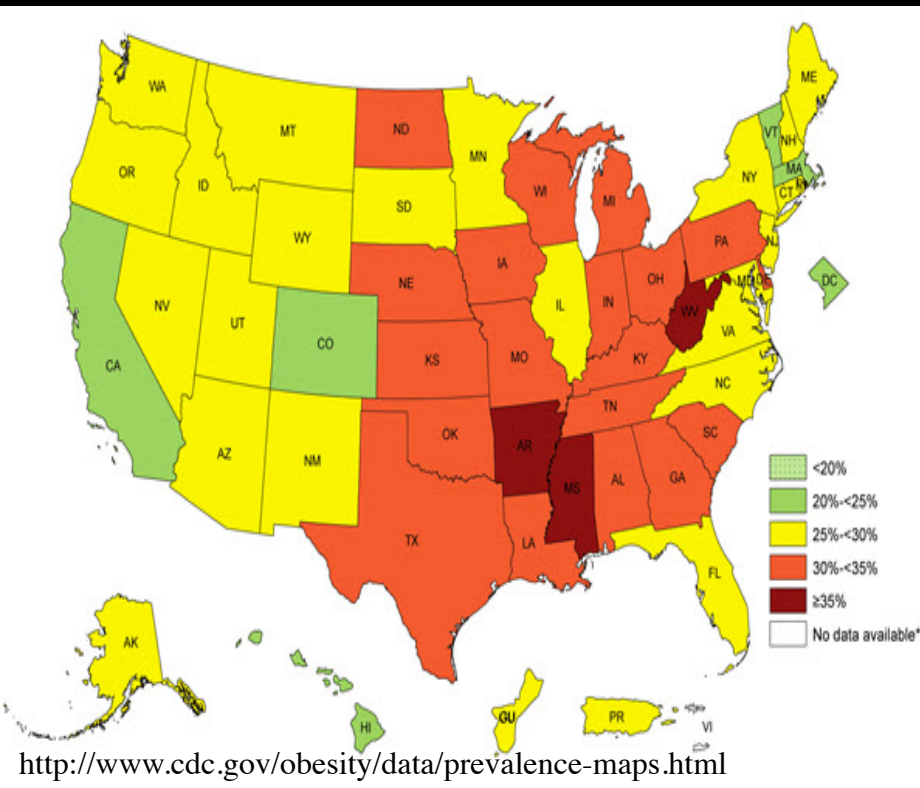 WA
MT
ND
MN
ME
OR
ID
SD
WI
MI
NY
VT
NH
MA
CT
WY
IA
PA
NJ
NV
UT
CO
NE
IL
IN
OH
WV
MD
DE
DC
CA
KS
MO
KY
VA
AZ
NM
OK
AR
TN
NC
SC
TX
LA
MS
AL
GA
FL
AK
HI
GU
PR
VI
<20%
20%-<25%
25%-<30%
30%-<35%
≥35%
No data available*
http://www.cdc.gov/obesity/data/prevalence-maps.html